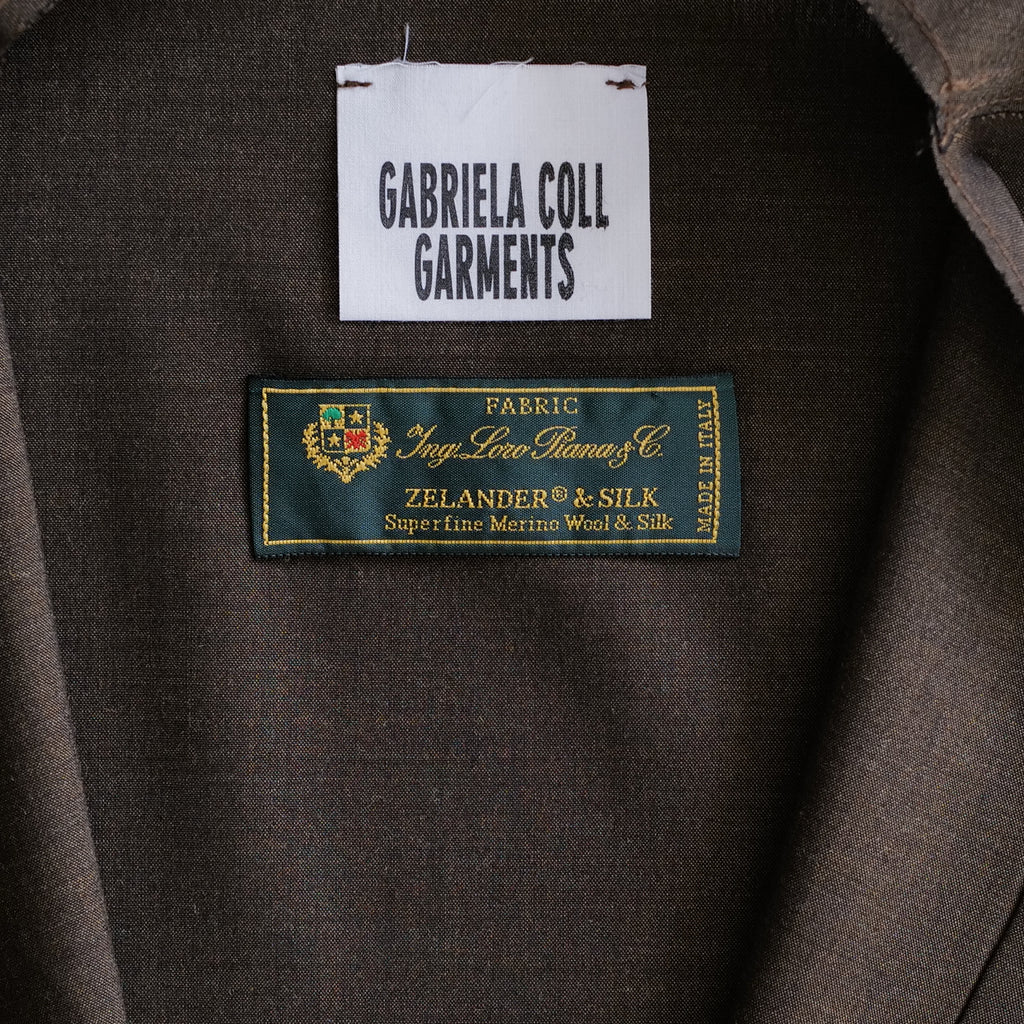 GABRIELA COLL
GARMENTS
FABRIC
Ing. Loro Piana & C.
ZELANDER® & SILK
Superfine Merino Wool & Silk
MADE IN ITALY